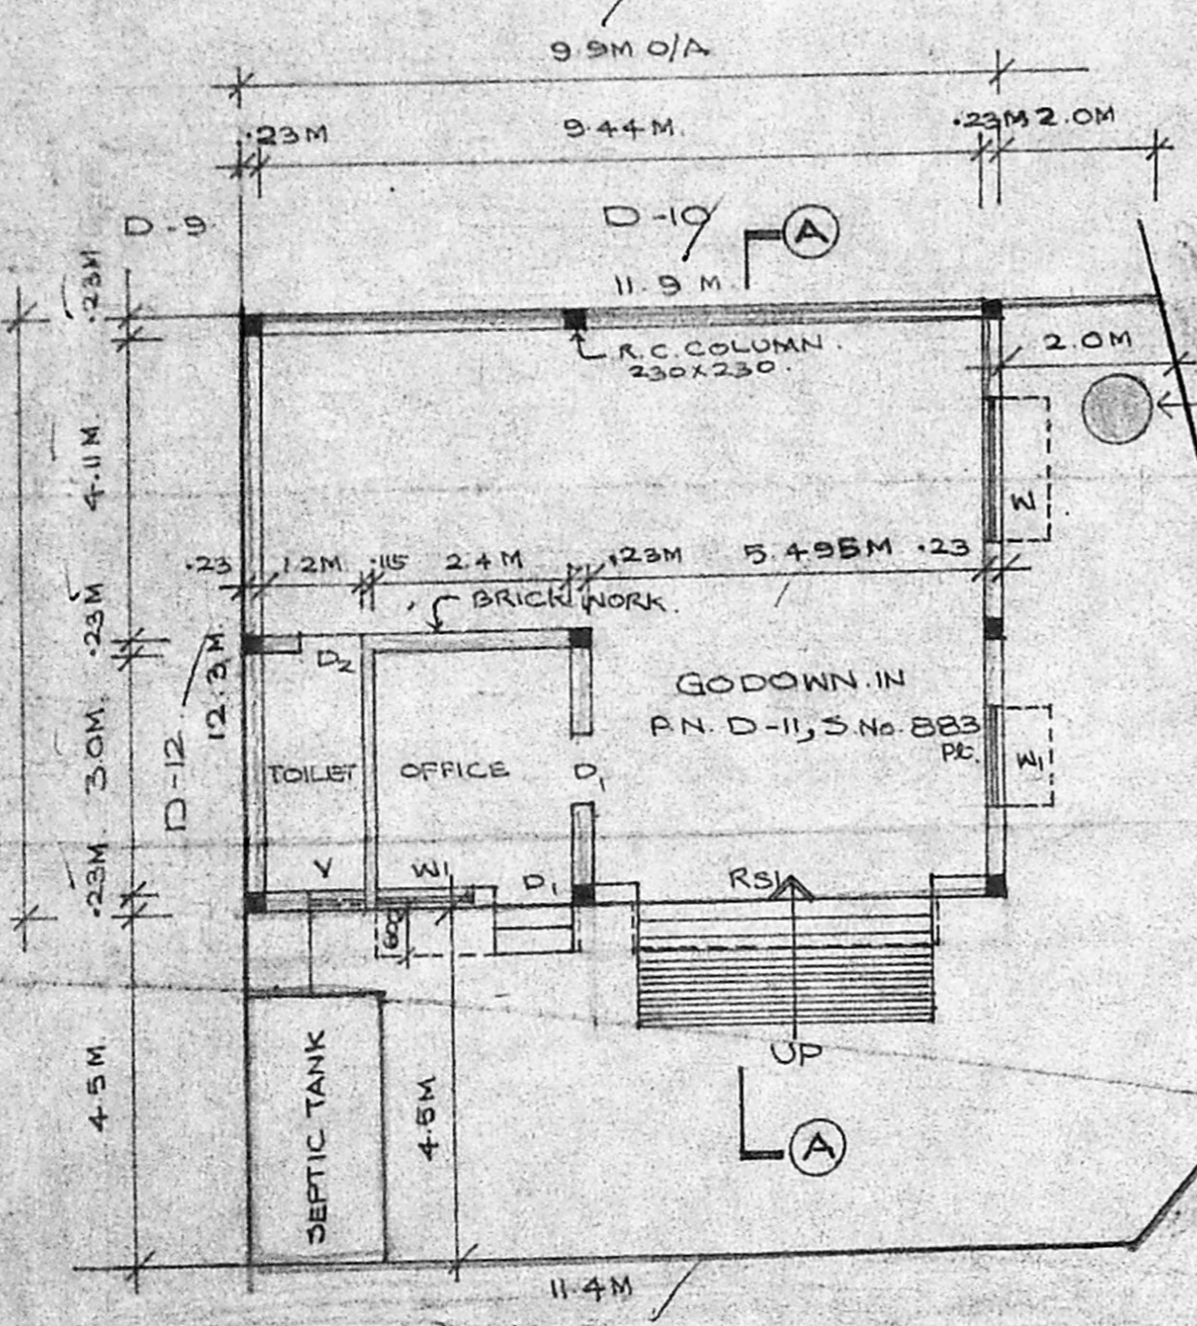 9.9M O/A
.23M
9.44M.
.23M 2.0M
D-9
D-10
A
.23M
11.9 M.
R.C. COLUMN.
230X230.
2.0M
4.11M.
W
.23
1.2M
.115
2.4M
.23M
5.495M
.23
BRICK WORK.
.23M
D2
12.3 M.
GODOWN.IN
P.N. D-11, S.No. 883
Plt.
3.0M.
D-12
TOILET
OFFICE
D1
W1
.23M.
V
W1
D1
RS1
600
UP
4.5M
SEPTIC TANK
4.5M
A
11.4M